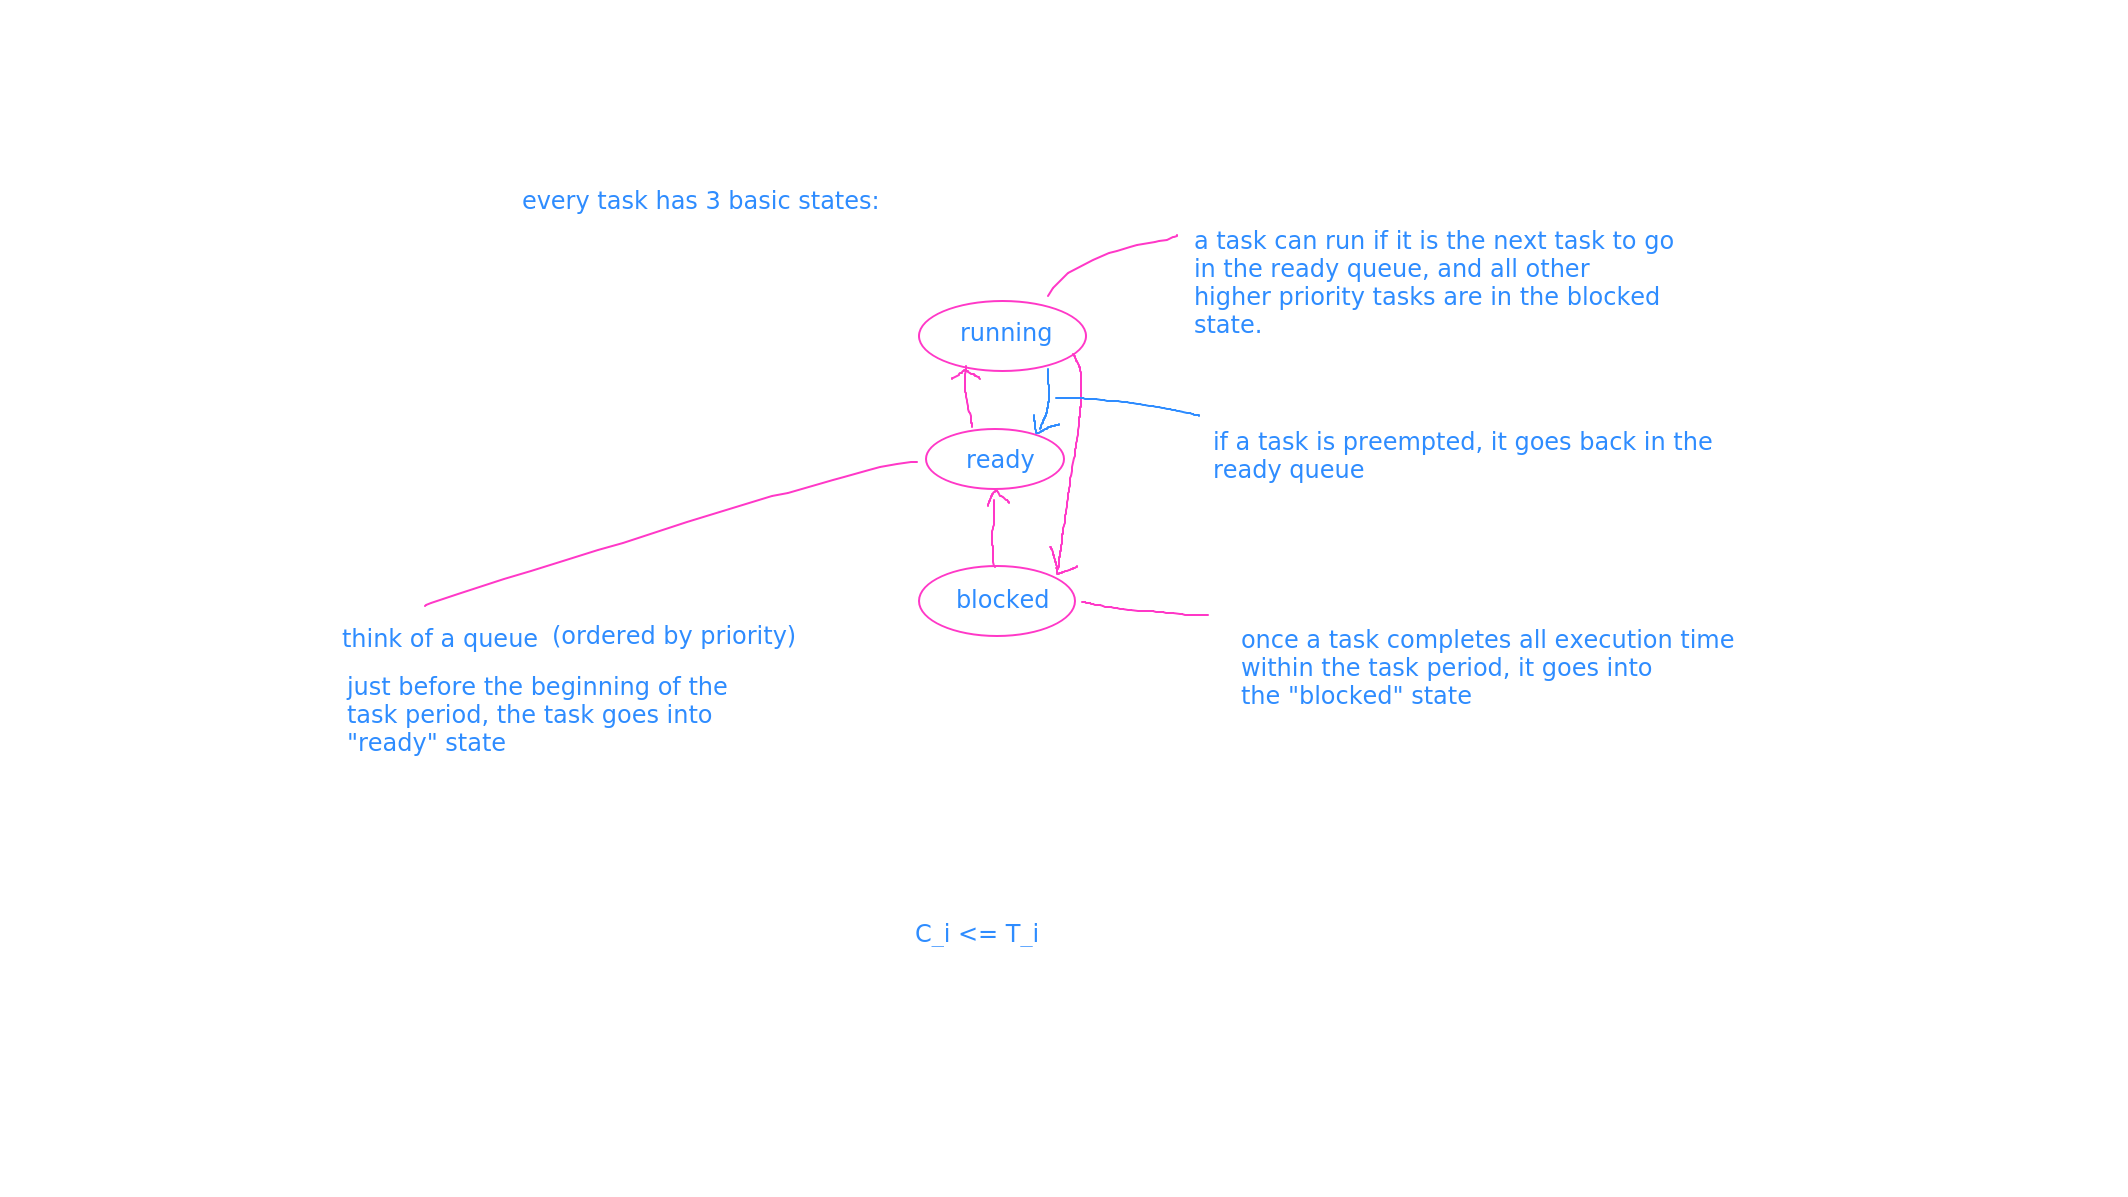 every task has 3 basic states:
a task can run if it is the next task to go
in the ready queue, and all other
higher priority tasks are in the blocked
state.
running
if a task is preempted, it goes back in the
ready queue
ready
blocked
think of a queue (ordered by priority)
just before the beginning of the
task period, the task goes into
"ready" state
once a task completes all execution time
within the task period, it goes into
the "blocked" state
C_i <= T_i